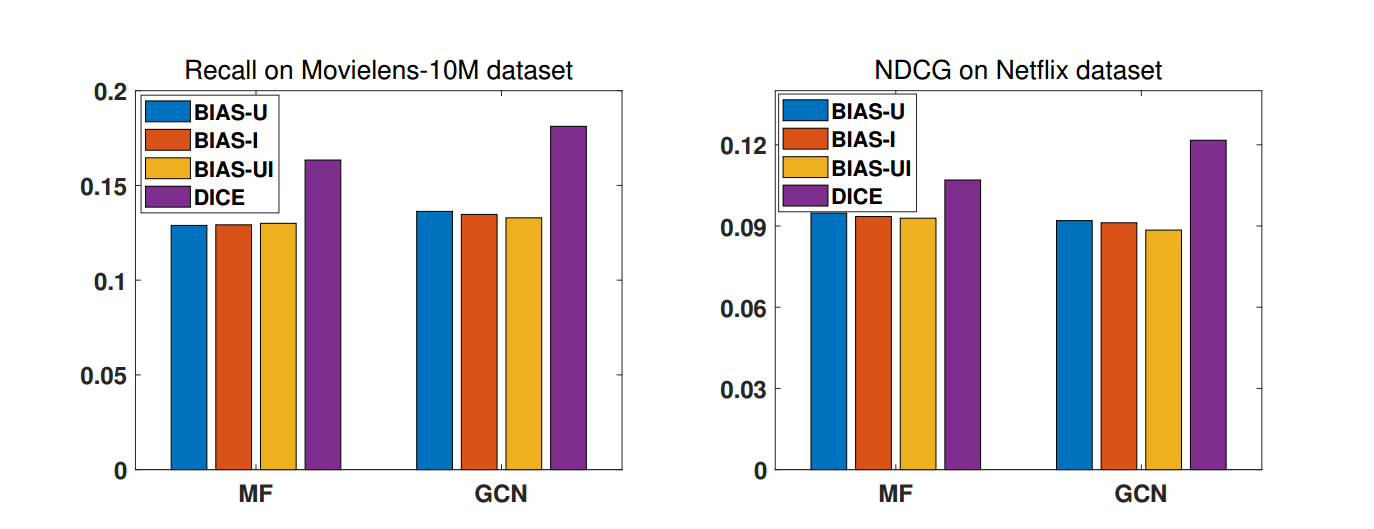 Recall on Movielens-10M dataset
0.2
0.15
0.1
0.05
0
BIAS-U
BIAS-I
BIAS-UI
DICE
MF
GCN
NDCG on Netflix dataset
0.12
0.09
0.06
0.03
0
BIAS-U
BIAS-I
BIAS-UI
DICE
MF
GCN